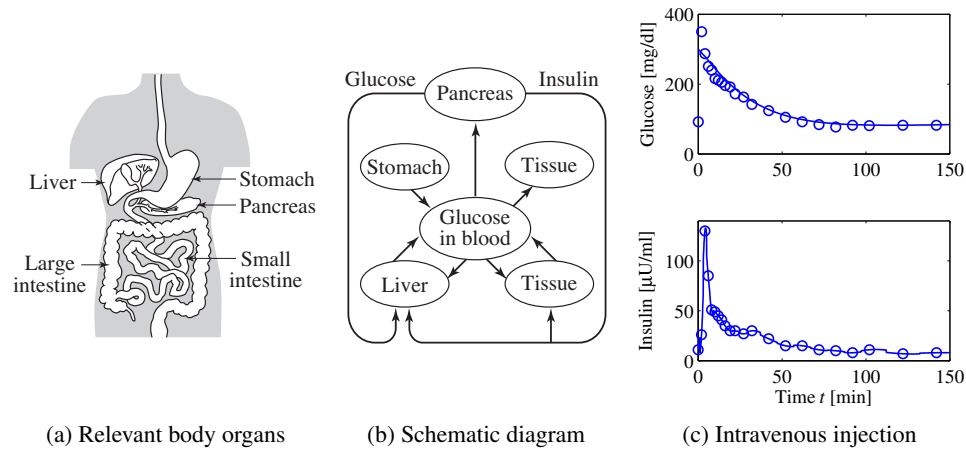 Liver
Stomach
Pancreas
Large
intestine
Small
intestine
(a) Relevant body organs
Glucose
Insulin
Pancreas
Stomach
Tissue
Glucose
in blood
Liver
Tissue
(b) Schematic diagram
Glucose [mg/dl]
400
200
0
0
50
100
150
Insulin [µU/ml]
100
50
0
0
50
100
150
Time t [min]
(c) Intravenous injection